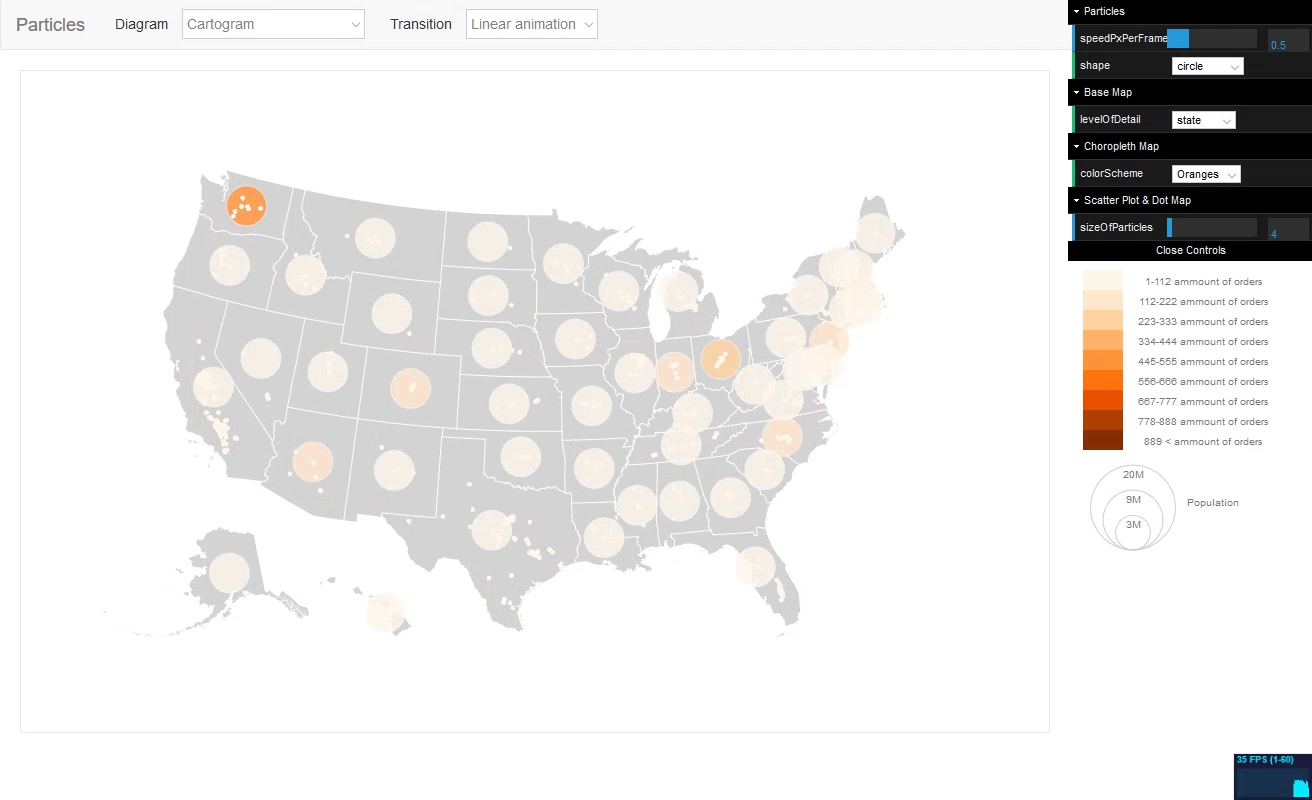 Particles Diagram Cartogram Transition Linear animation
Particles
speedPxPerFrame 0.5
shape circle
Base Map
levelOfDetail state
Choropleth Map
colorScheme Oranges
Scatter Plot & Dot Map
sizeOfParticles 4
Close Controls
1-112 ammount of orders
112-222 ammount of orders
223-333 ammount of orders
334-444 ammount of orders
445-555 ammount of orders
556-666 ammount of orders
667-777 ammount of orders
778-888 ammount of orders
889 < ammount of orders
20M
9M
3M
Population
35 FPS (1-60)